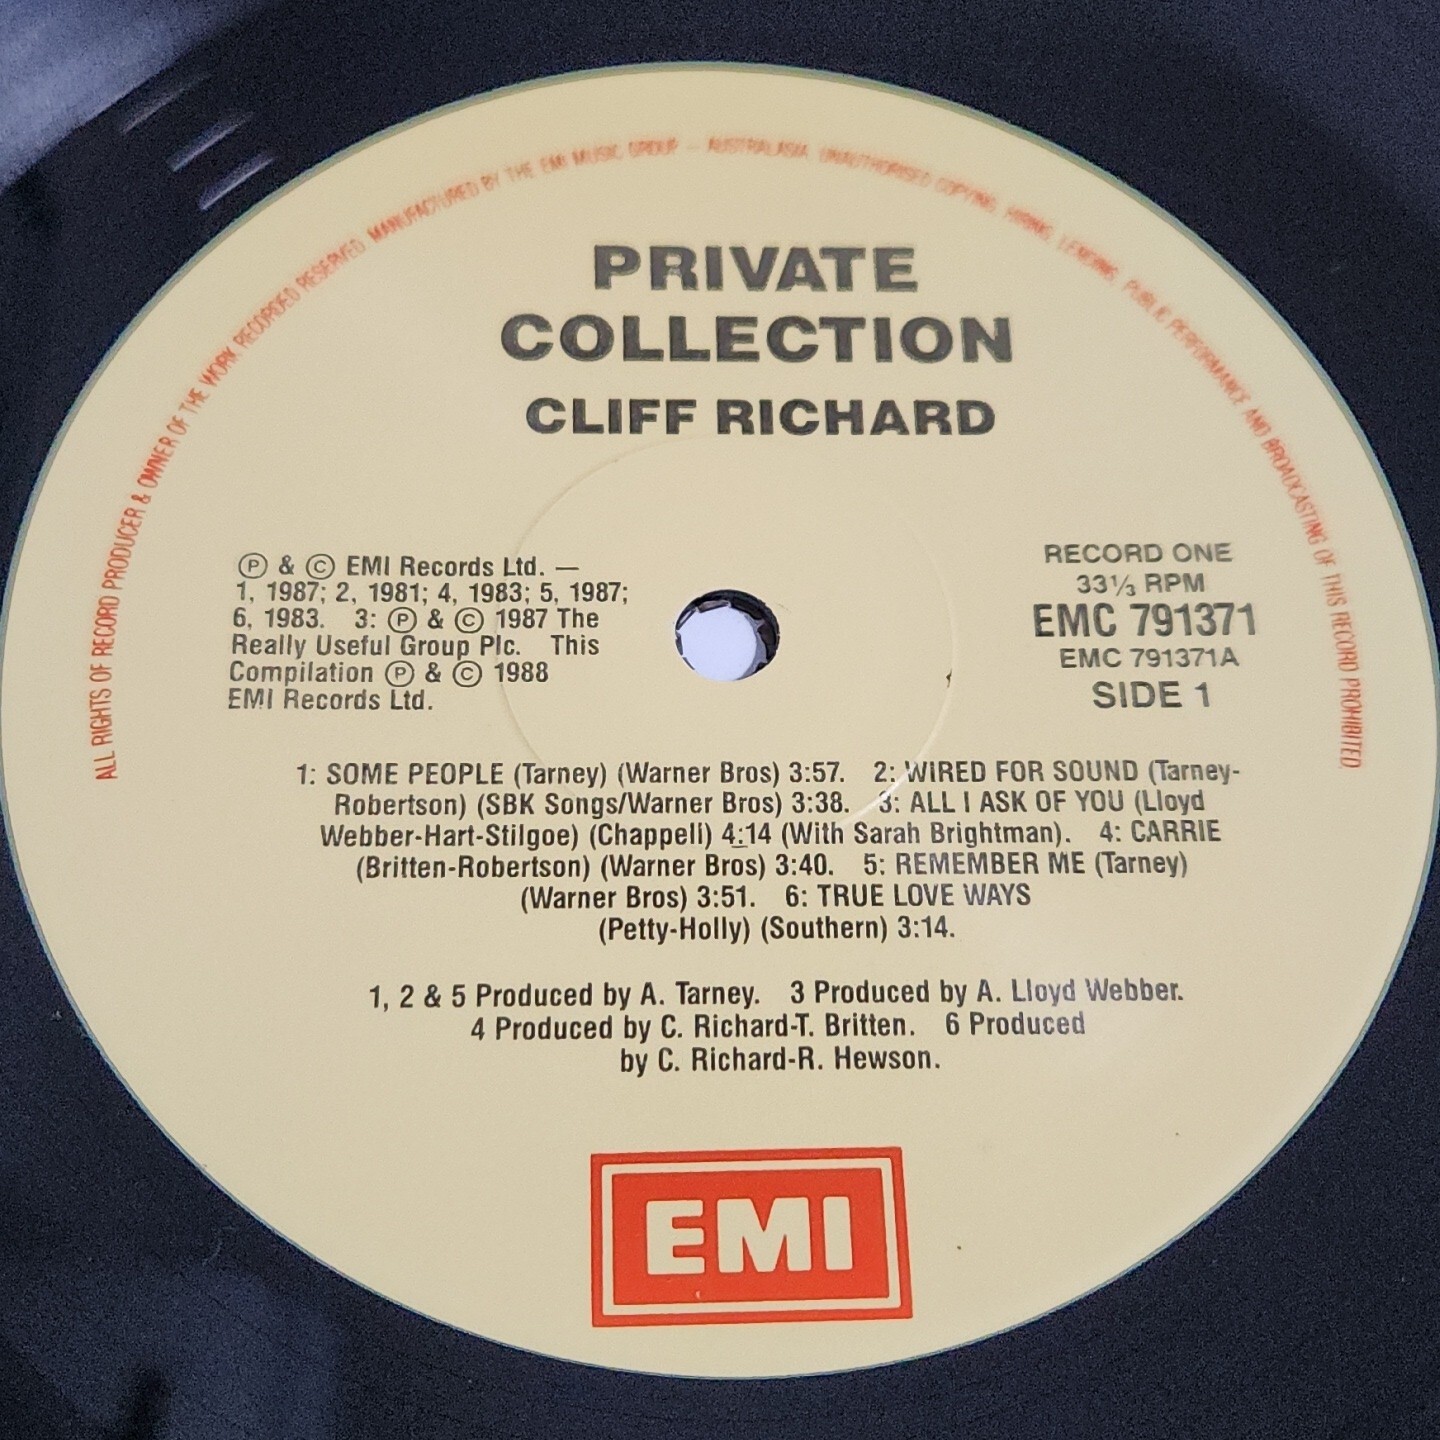 ALL RIGHTS OF RECORD PRODUCER & OWNER OF THE WORK RECORDED RESERVED. MANUFACTURED BY THE EMI MUSIC GROUP – AUSTRALASIA. UNAUTHORISED COPYING, HIRING, LENDING, PUBLIC PERFORMANCE AND BROADCASTING OF THIS RECORD PROHIBITED.
PRIVATE
COLLECTION
CLIFF RICHARD
Ⓟ & © EMI Records Ltd. —
1, 1987; 2, 1981; 4, 1983; 5, 1987;
6, 1983. 3: Ⓟ & © 1987 The
Really Useful Group Plc. This
Compilation Ⓟ & © 1988
EMI Records Ltd.
RECORD ONE
33⅓ RPM
EMC 791371
EMC 791371A
SIDE 1
1: SOME PEOPLE (Tarney) (Warner Bros) 3:57. 2: WIRED FOR SOUND (Tarney-
Robertson) (SBK Songs/Warner Bros) 3:38. 3: ALL I ASK OF YOU (Lloyd
Webber-Hart-Stilgoe) (Chappell) 4:14 (With Sarah Brightman). 4: CARRIE
(Britten-Robertson) (Warner Bros) 3:40. 5: REMEMBER ME (Tarney)
(Warner Bros) 3:51. 6: TRUE LOVE WAYS
(Petty-Holly) (Southern) 3:14.
1, 2 & 5 Produced by A. Tarney. 3 Produced by A. Lloyd Webber.
4 Produced by C. Richard-T. Britten. 6 Produced
by C. Richard-R. Hewson.
EMI